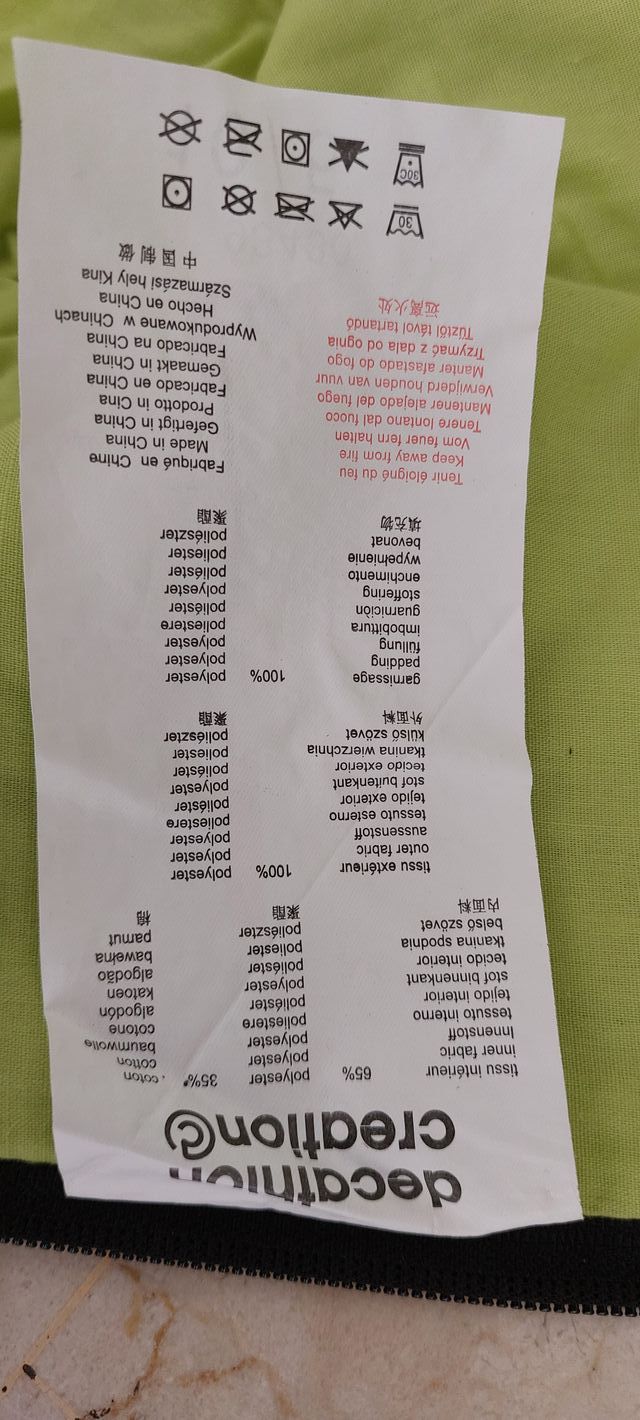 decathlon
creation©
tissu intérieur 65% polyester 35% coton
inner fabric polyester cotton
Innenstoff polyester baumwolle
tessuto interno poliestere cotone
tejido interior poliéster algodón
stof binnenkant polyester katoen
tecido interior poliéster algodão
tkanina spodnia poliester bawełna
belső szövet poliészter pamut
内面料 聚酯 棉
tissu extérieur 100% polyester
outer fabric polyester
aussenstoff polyester
tessuto esterno poliestere
tejido exterior poliéster
stof buitenkant polyester
tecido exterior poliéster
tkanina wierzchnia poliester
külső szövet poliészter
外面料 聚酯
garnissage 100% polyester
padding polyester
füllung polyester
imbobittura poliestere
guarniciòn poliéster
stoffering polyester
enchimento poliéster
wypełnienie poliester
bevonat poliészter
填充物 聚酯
Tenir éloigné du feu
Keep away from fire
Vom feuer fern halten
Tenere lontano dal fuoco
Mantener alejado del fuego
Verwijderd houden van vuur
Manter afastado do fogo
Trzymać z dala od ognia
Tűztől távol tartandó
远离火处
Fabriqué en Chine
Made in China
Gefertigt in China
Prodotto in CIna
Fabricado en China
Gemaakt in China
Fabricado na China
Wyprodukowane w Chinach
Hecho en China
Származási hely Kína
中国制做
30
30C